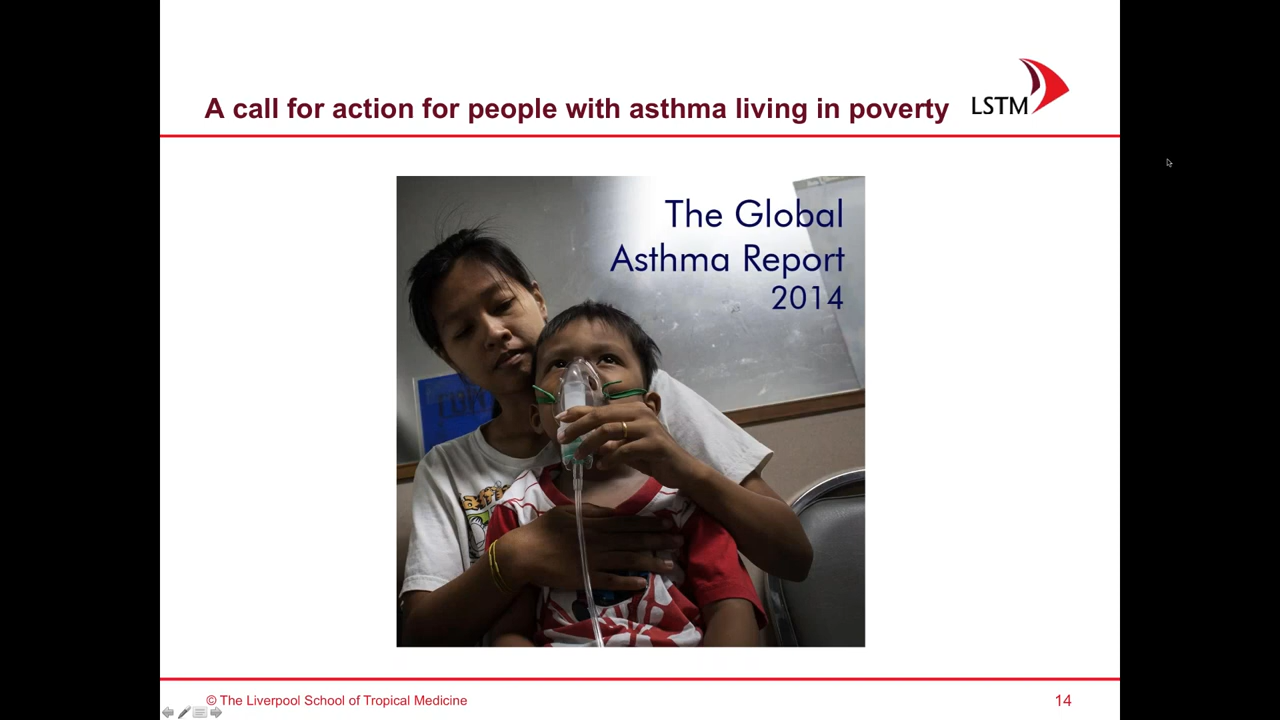 A call for action for people with asthma living in poverty
LSTM
The Global
Asthma Report
2014
© The Liverpool School of Tropical Medicine
14